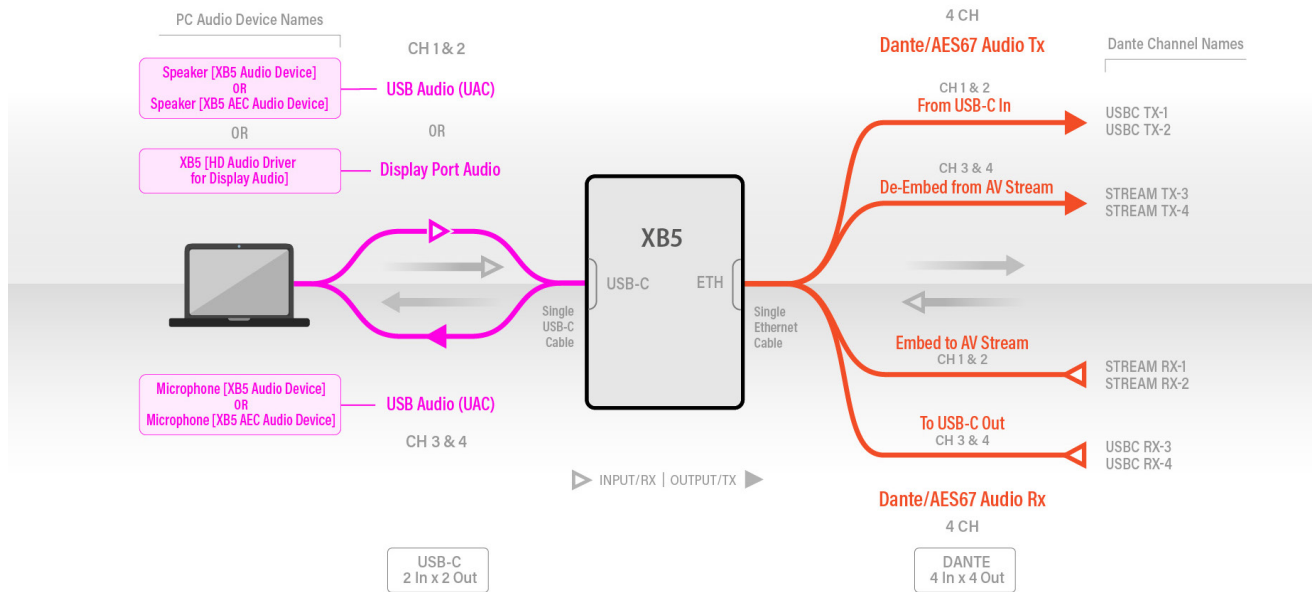 PC Audio Device Names
CH 1 & 2
Speaker [XB5 Audio Device]
OR
Speaker [XB5 AEC Audio Device]
USB Audio (UAC)
OR
OR
XB5 [HD Audio Driver
for Display Audio]
Display Port Audio
Microphone [XB5 Audio Device]
OR
Microphone [XB5 AEC Audio Device]
USB Audio (UAC)
CH 3 & 4
USB-C
2 In x 2 Out
XB5
USB-C
ETH
Single
USB-C
Cable
Single
Ethernet
Cable
INPUT/RX | OUTPUT/TX
4 CH
Dante/AES67 Audio Tx
Dante Channel Names
CH 1 & 2
From USB-C In
USBC TX-1
USBC TX-2
CH 3 & 4
De-Embed from AV Stream
STREAM TX-3
STREAM TX-4
Embed to AV Stream
CH 1 & 2
STREAM RX-1
STREAM RX-2
To USB-C Out
CH 3 & 4
USBC RX-3
USBC RX-4
Dante/AES67 Audio Rx
4 CH
DANTE
4 In x 4 Out